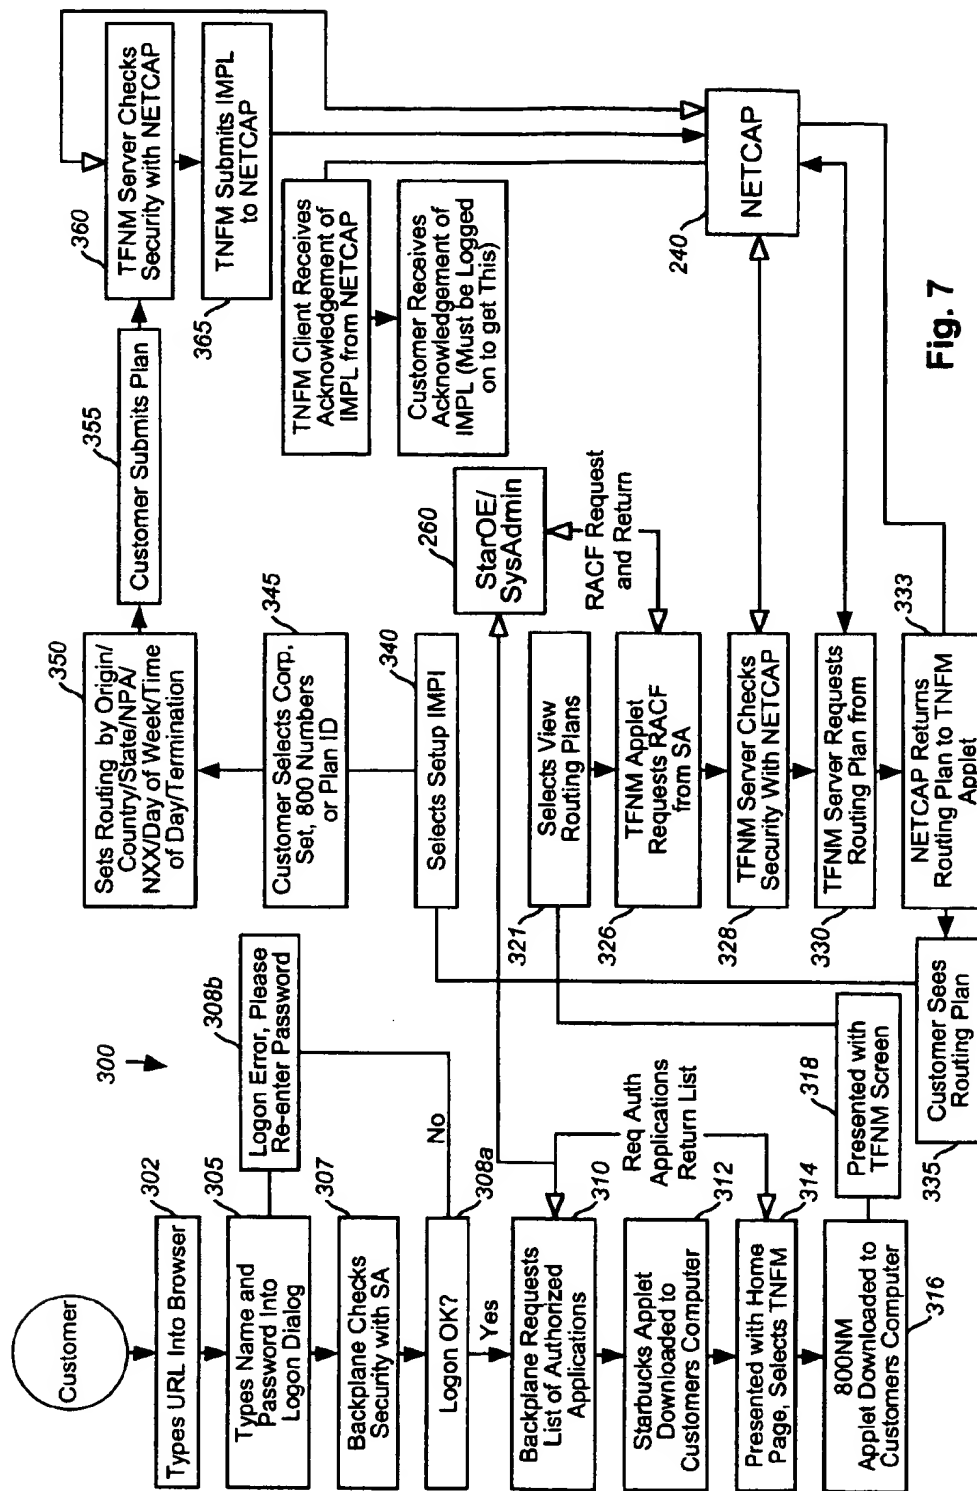 300
Customer
302
Types URL Into Browser
305
Types Name and
Password Into
Logon Dialog
308b
Logon Error, Please
Re-enter Password
307
Backplane Checks
Security with SA
308a
Logon OK?
No
Yes
310
Backplane Requests
List of Authorized
Applications
Req Auth
Applications
Return List
312
Starbucks Applet
Downloaded to
Customers Computer
314
Presented with Home
Page, Selects TNFM
316
800NM
Applet Downloaded to
Customers Computer
318
Presented with
TFNM Screen
260
StarOE/
SysAdmin
RACF Request
and Return
321
Selects View
Routing Plans
326
TFNM Applet
Requests RACF
from SA
328
TFNM Server Checks
Security With NETCAP
330
TFNM Server Requests
Routing Plan from
333
NETCAP Returns
Routing Plan to TNFM
Applet
335
Customer Sees
Routing Plan
340
Selects Setup IMPI
345
Customer Selects Corp,
Set, 800 Numbers,
or Plan ID
350
Sets Routing by Origin/
Country/State/NPA/
NXX/Day of Week/Time
of Day/Termination
355
Customer Submits Plan
360
TFNM Server Checks
Security with NETCAP
365
TNFM Submits IMPL
to NETCAP
TNFM Client Receives
Acknowledgement of
IMPL from NETCAP
Customer Receives
Acknowledgement of
IMPL (Must be Logged
on to get This)
240
NETCAP
Fig. 7